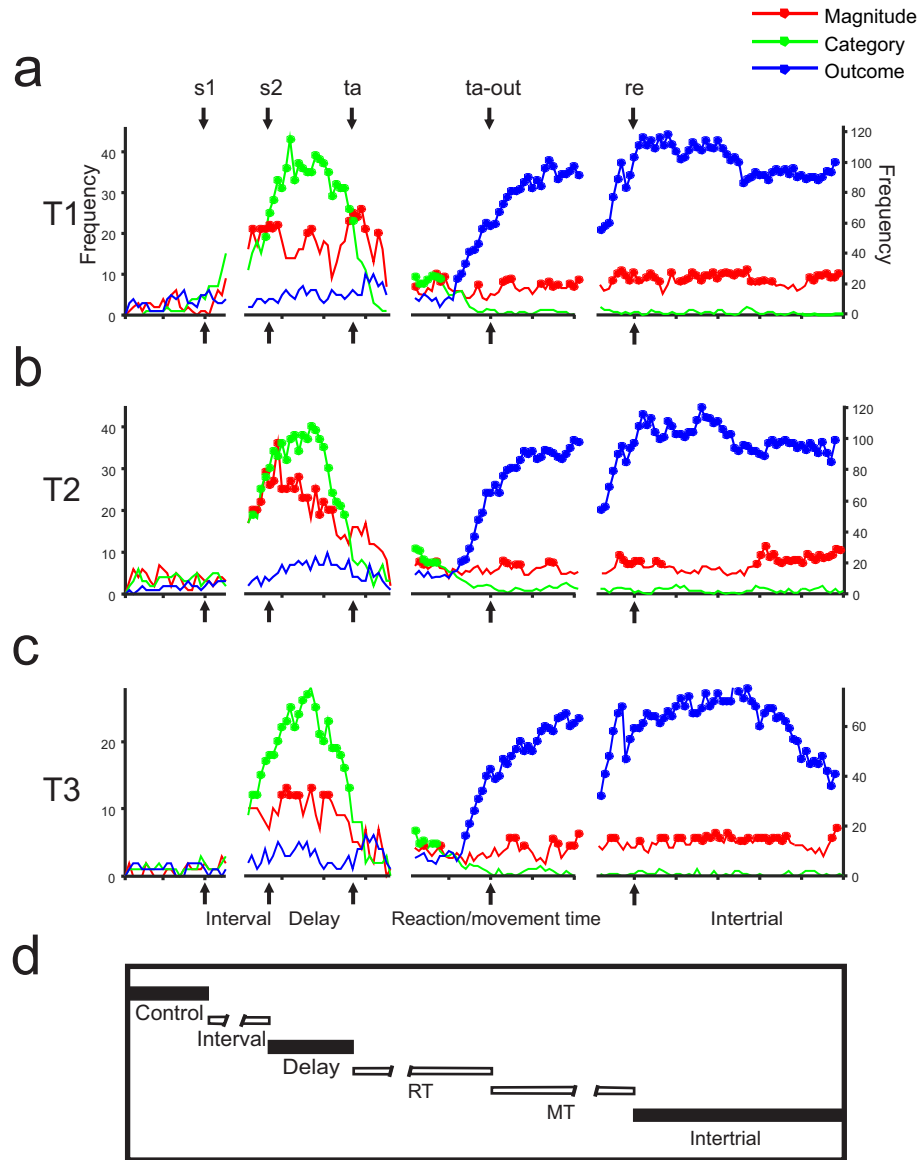 Magnitude
Category
Outcome
a
s1 s2 ta ta-out re
T1
Frequency
40
30
20
10
0
Frequency
120
100
80
60
40
20
0
b
T2
40
30
20
10
0
120
100
80
60
40
20
0
c
T3
20
10
0
60
40
20
0
Interval Delay Reaction/movement time Intertrial
d
Control
Interval
Delay
RT
MT
Intertrial